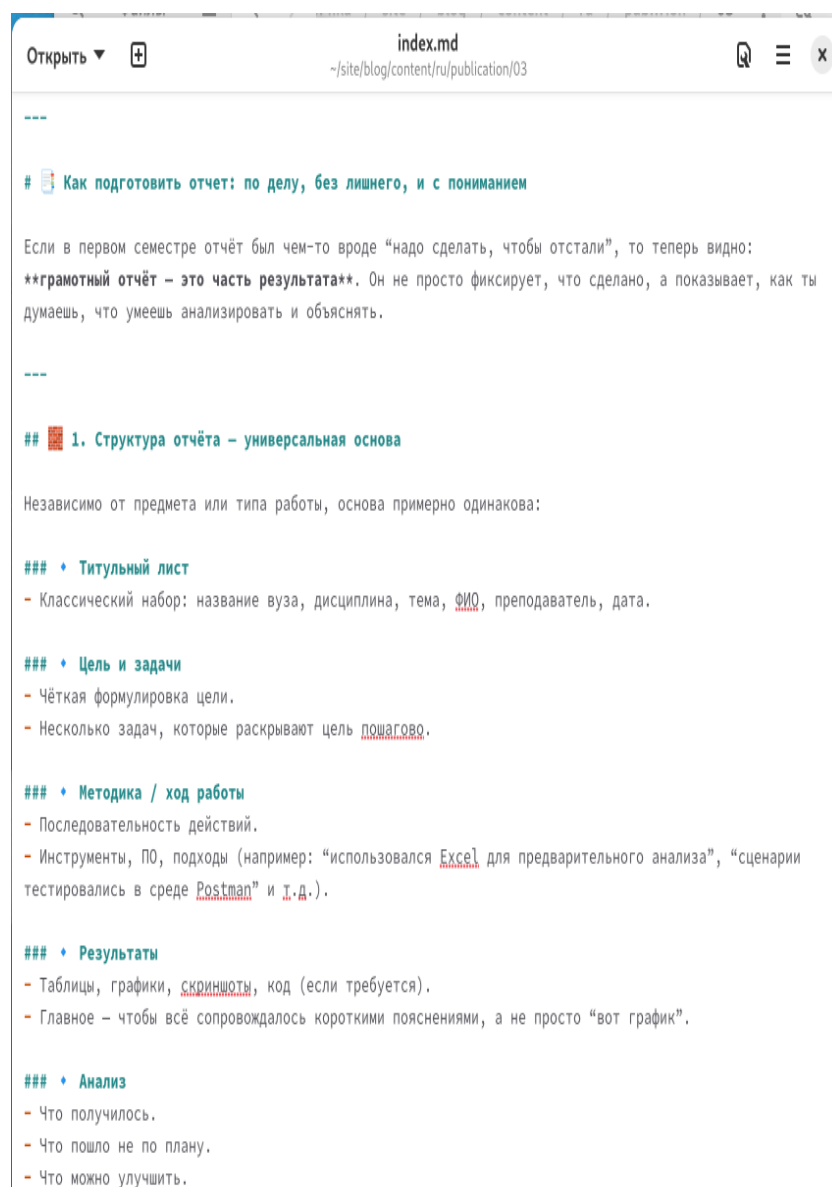 Открыть
index.md
~/site/blog/content/ru/publication/03
---
# 📑 Как подготовить отчет: по делу, без лишнего, и с пониманием
Если в первом семестре отчёт был чем-то вроде “надо сделать, чтобы отстали”, то теперь видно:
**грамотный отчёт — это часть результата**. Он не просто фиксирует, что сделано, а показывает, как ты
думаешь, что умеешь анализировать и объяснять.
---
## 🧱 1. Структура отчёта — универсальная основа
Независимо от предмета или типа работы, основа примерно одинакова:
### 🔹 Титульный лист
- Классический набор: название вуза, дисциплина, тема, ФИО, преподаватель, дата.
### 🔹 Цель и задачи
- Чёткая формулировка цели.
- Несколько задач, которые раскрывают цель пошагово.
### 🔹 Методика / ход работы
- Последовательность действий.
- Инструменты, ПО, подходы (например: “использовался Excel для предварительного анализа”, “сценарии
тестировались в среде Postman” и т.д.).
### 🔹 Результаты
- Таблицы, графики, скриншоты, код (если требуется).
- Главное — чтобы всё сопровождалось короткими пояснениями, а не просто “вот график”.
### 🔹 Анализ
- Что получилось.
- Что пошло не по плану.
- Что можно улучшить.